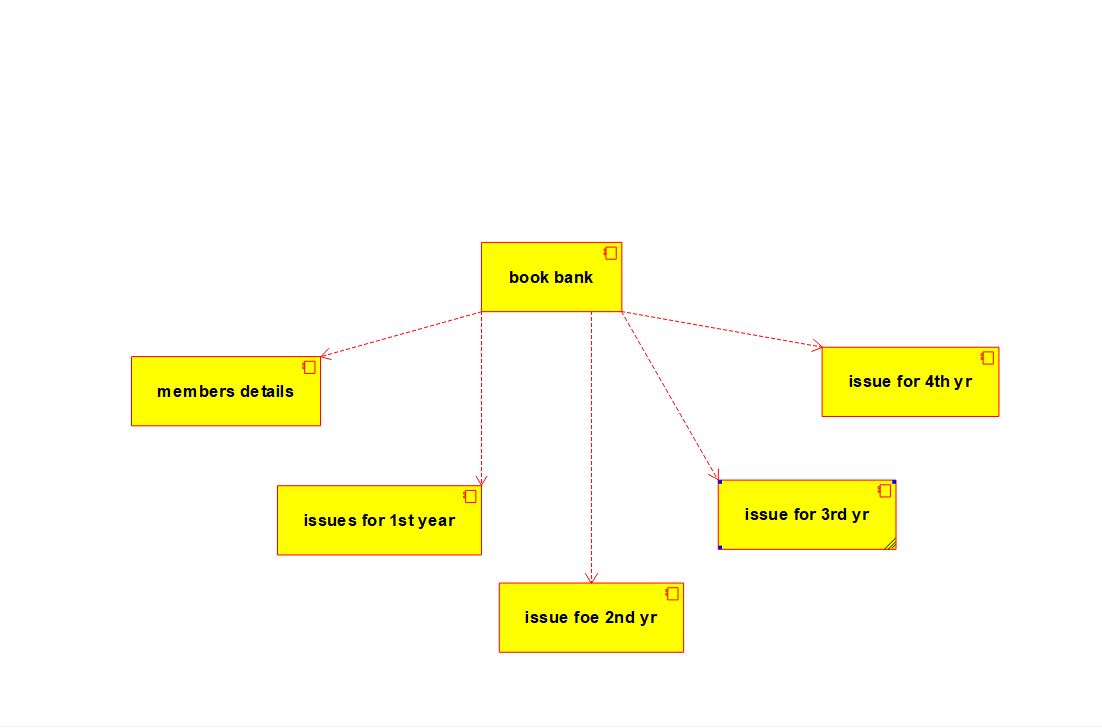 book bank
members details
issue for 4th yr
issues for 1st year
issue for 3rd yr
issue foe 2nd yr